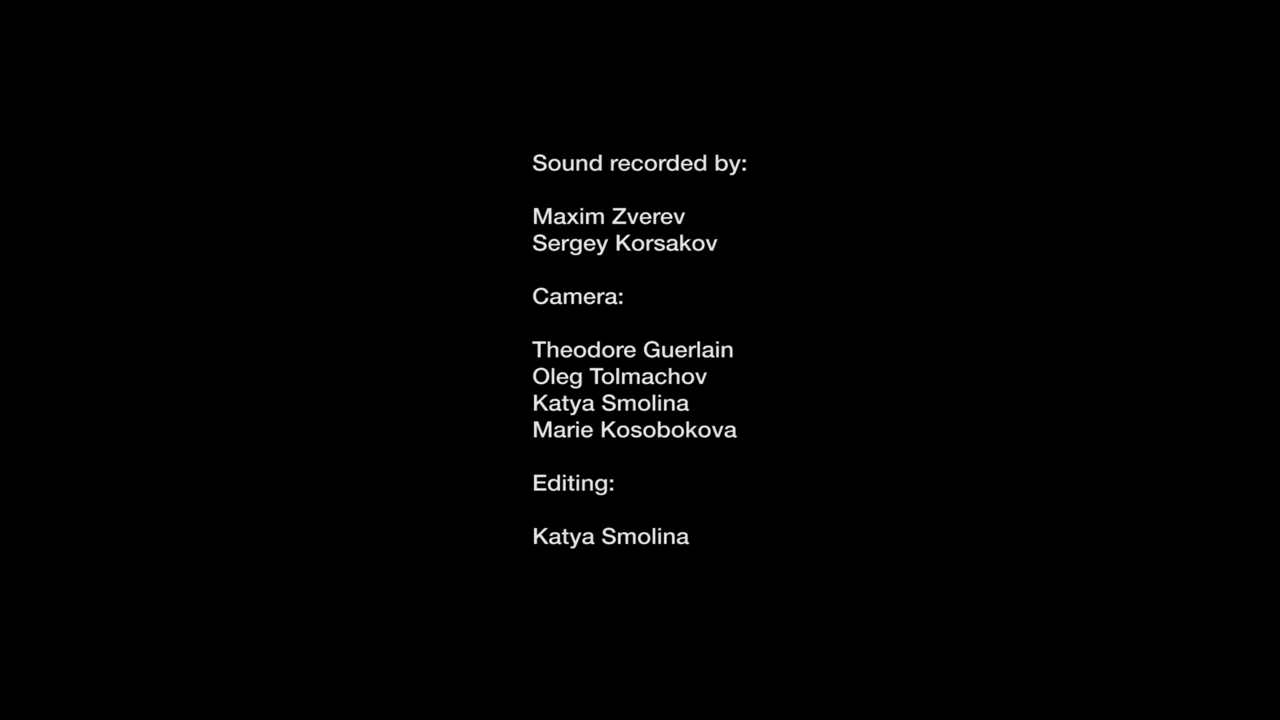 Sound recorded by:
Maxim Zverev
Sergey Korsakov
Camera:
Theodore Guerlain
Oleg Tolmachov
Katya Smolina
Marie Kosobokova
Editing:
Katya Smolina